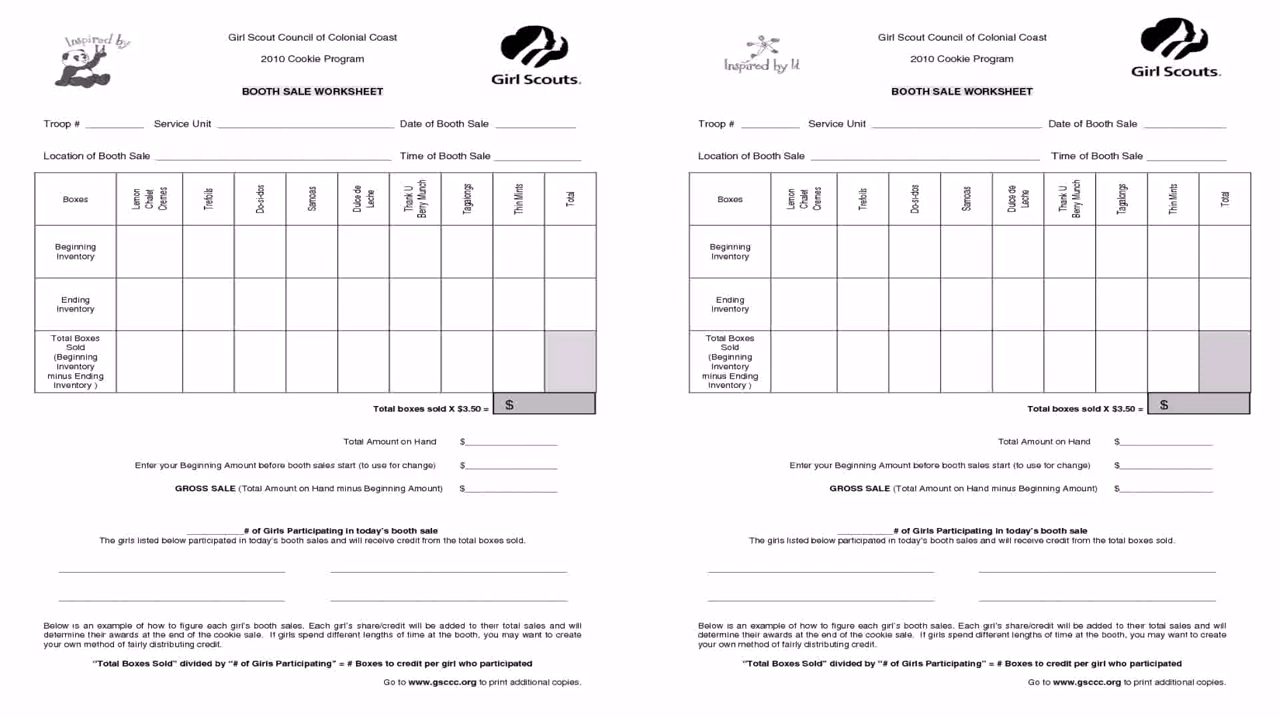 Inspired by
Girl Scout Council of Colonial Coast
2010 Cookie Program
Girl Scouts.
BOOTH SALE WORKSHEET
Troop # __________ Service Unit ______________________________ Date of Booth Sale ______________
Location of Booth Sale ________________________________________ Time of Booth Sale ______________
Boxes
Lemon
Chalet
Cremes
Trefoils
Do-si-dos
Samoas
Dulce de
Leche
Thank U
Berry Munch
Tagalongs
Thin Mints
Total
Beginning
Inventory
Ending
Inventory
Total Boxes
Sold
(Beginning
Inventory
minus Ending
Inventory )
Total boxes sold X $3.50 = $
Total Amount on Hand $________________
Enter your Beginning Amount before booth sales start (to use for change) $________________
GROSS SALE (Total Amount on Hand minus Beginning Amount) $________________
___________# of Girls Participating in today's booth sale
The girls listed below participated in today's booth sales and will receive credit from the total boxes sold.
Below is an example of how to figure each girl's booth sales. Each girl's share/credit will be added to their total sales and will
determine their awards at the end of the cookie sale. If girls spend different lengths of time at the booth, you may want to create
your own method of fairly distributing credit.
"Total Boxes Sold" divided by "# of Girls Participating" = # Boxes to credit per girl who participated
Go to www.gsccc.org to print additional copies.
Inspired by U
Girl Scout Council of Colonial Coast
2010 Cookie Program
Girl Scouts.
BOOTH SALE WORKSHEET
Troop # __________ Service Unit ______________________________ Date of Booth Sale ______________
Location of Booth Sale ________________________________________ Time of Booth Sale ______________
Boxes
Lemon
Chalet
Cremes
Trefoils
Do-si-dos
Samoas
Dulce de
Leche
Thank U
Berry Munch
Tagalongs
Thin Mints
Total
Beginning
Inventory
Ending
Inventory
Total Boxes
Sold
(Beginning
Inventory
minus Ending
Inventory )
Total boxes sold X $3.50 = $
Total Amount on Hand $________________
Enter your Beginning Amount before booth sales start (to use for change) $________________
GROSS SALE (Total Amount on Hand minus Beginning Amount) $________________
___________# of Girls Participating in today's booth sale
The girls listed below participated in today's booth sales and will receive credit from the total boxes sold.
Below is an example of how to figure each girl's booth sales. Each girl's share/credit will be added to their total sales and will
determine their awards at the end of the cookie sale. If girls spend different lengths of time at the booth, you may want to create
your own method of fairly distributing credit.
"Total Boxes Sold" divided by "# of Girls Participating" = # Boxes to credit per girl who participated
Go to www.gsccc.org to print additional copies.